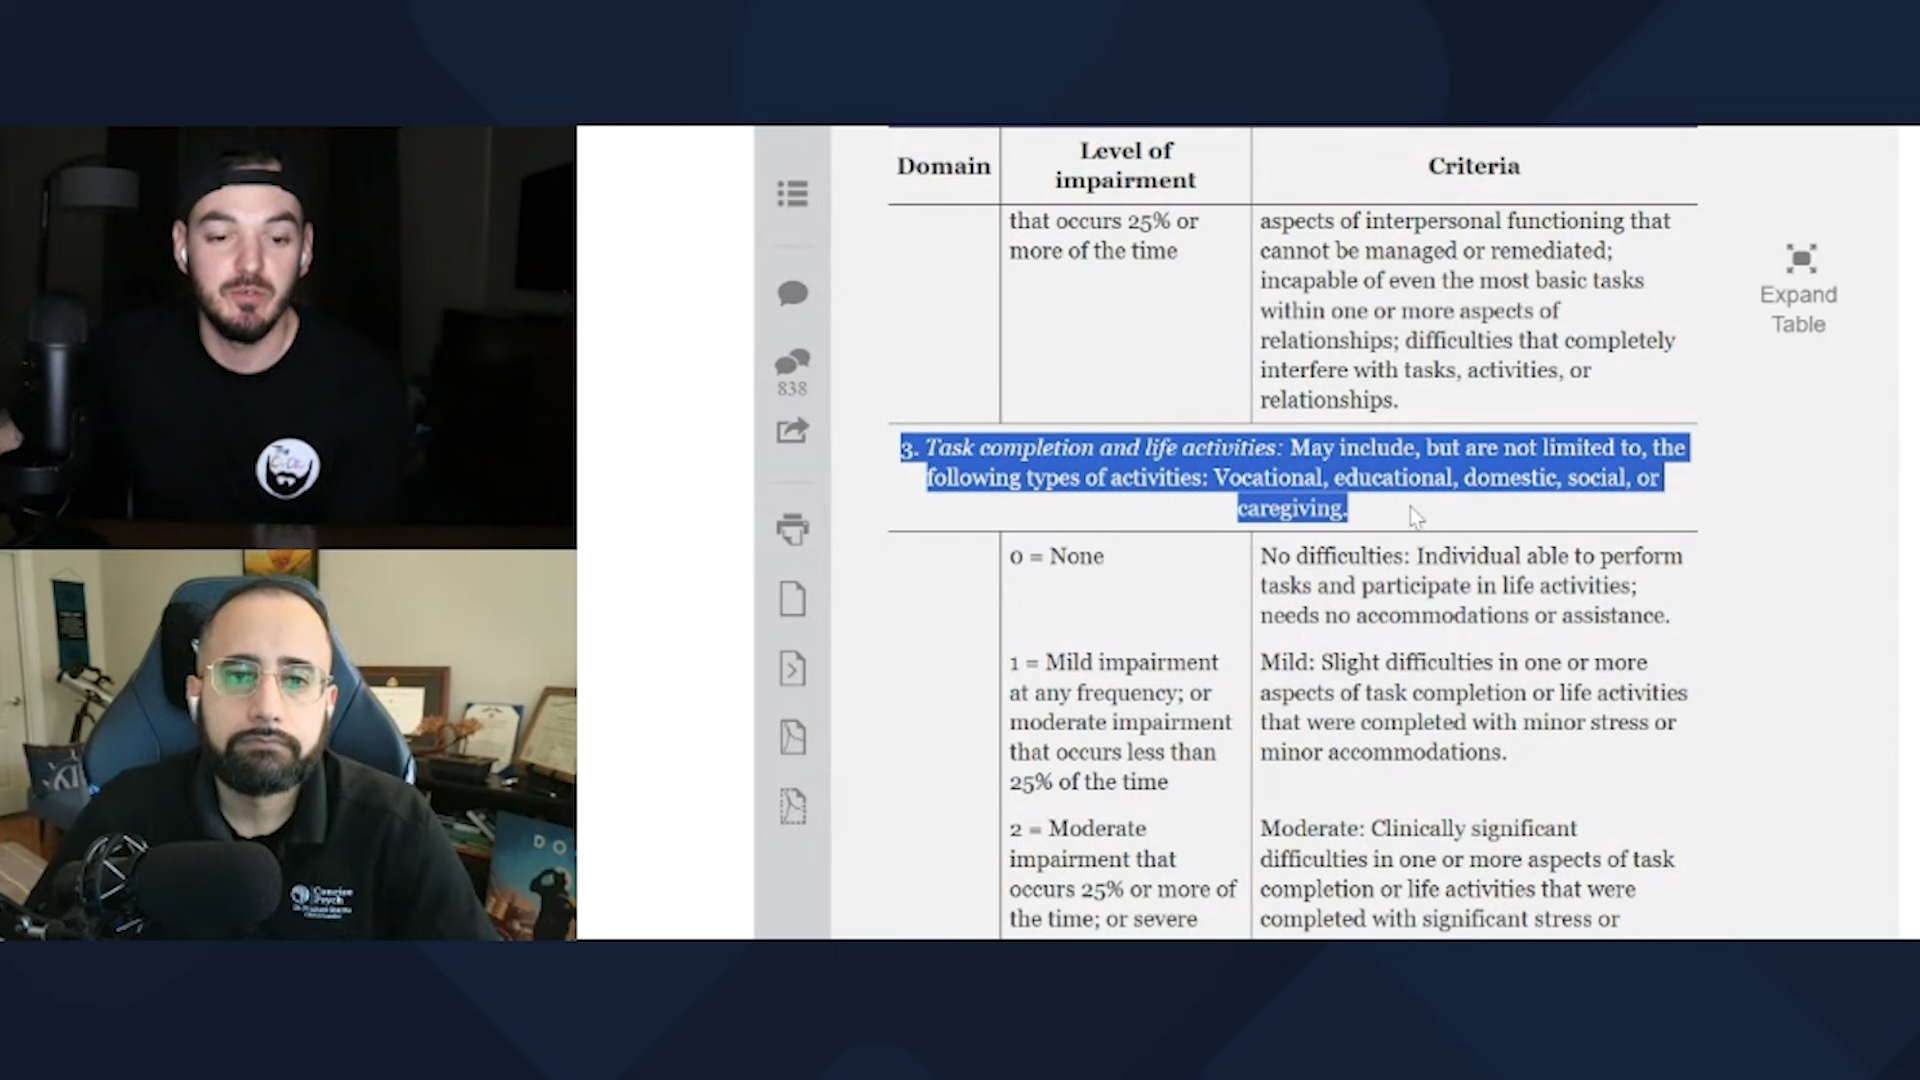 Domain
Level of
impairment
Criteria
that occurs 25% or
more of the time
aspects of interpersonal functioning that
cannot be managed or remediated;
incapable of even the most basic tasks
within one or more aspects of
relationships; difficulties that completely
interfere with tasks, activities, or
relationships.
Expand
Table
838
3. Task completion and life activities: May include, but are not limited to, the
following types of activities: Vocational, educational, domestic, social, or
caregiving.
0 = None
No difficulties: Individual able to perform
tasks and participate in life activities;
needs no accommodations or assistance.
1 = Mild impairment
at any frequency; or
moderate impairment
that occurs less than
25% of the time
Mild: Slight difficulties in one or more
aspects of task completion or life activities
that were completed with minor stress or
minor accommodations.
2 = Moderate
impairment that
occurs 25% or more of
the time; or severe
Moderate: Clinically significant
difficulties in one or more aspects of task
completion or life activities that were
completed with significant stress or
The
Concise
Psych
DO